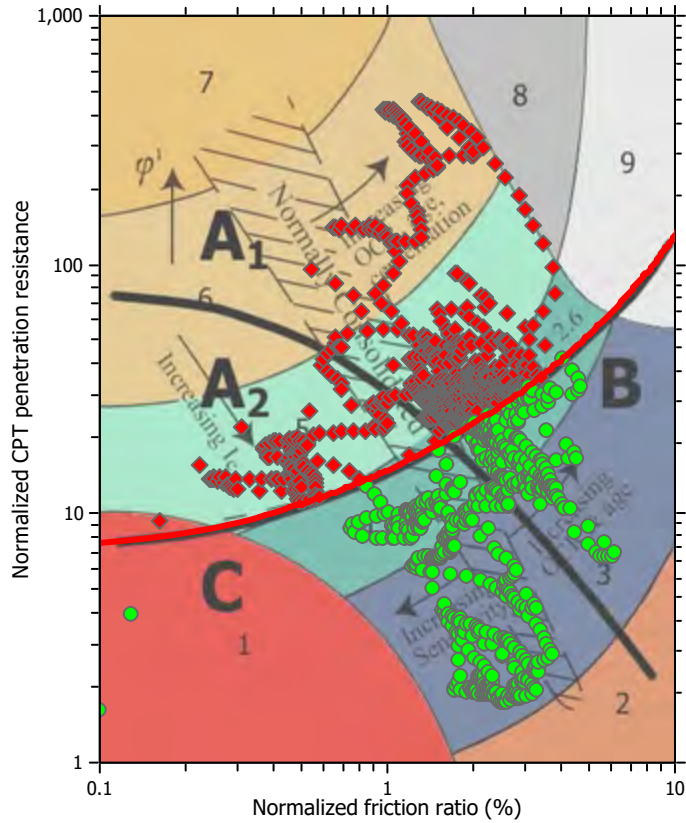 1,000
7
8
9
φ'
A1
Normally Consolidated
Increasing
OCR, age,
cementation
100
6
A2
Increasing Ic
5
2.6
B
10
Increasing
OCR & age
C
1
Increasing
Sensitivity
3
2
1
0.1
1
10
Normalized CPT penetration resistance
Normalized friction ratio (%)